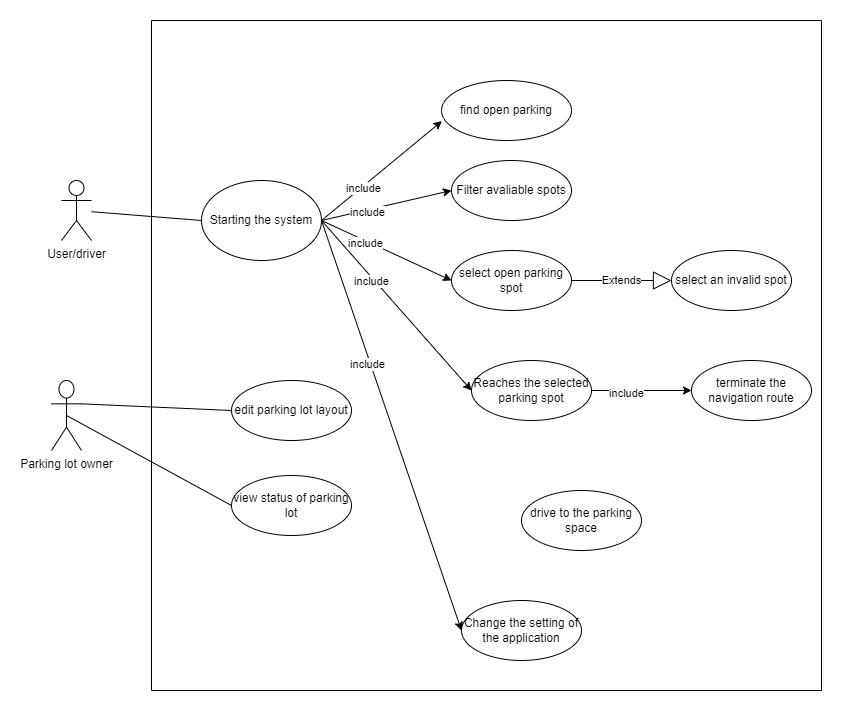 find open parking
include
Filter avaliable spots
Starting the system
include
User/driver
include
select open parking
spot
Extends
select an invalid spot
include
include
Reaches the selected
parking spot
include
terminate the
navigation route
edit parking lot layout
Parking lot owner
view status of parking
lot
drive to the parking
space
Change the setting of
the application